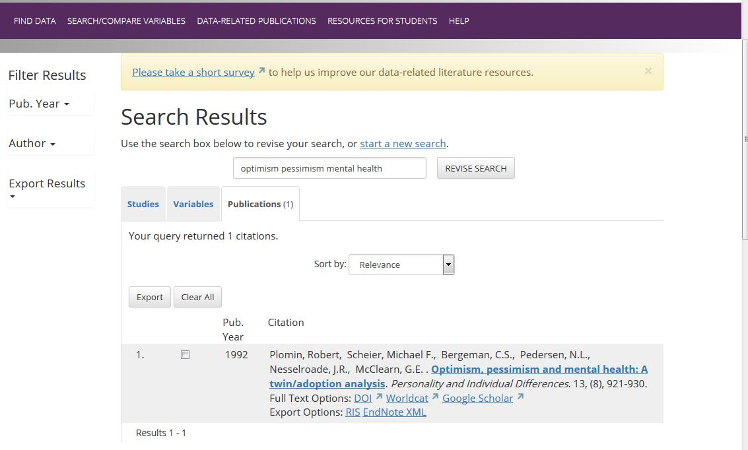 FIND DATA SEARCH/COMPARE VARIABLES DATA-RELATED PUBLICATIONS RESOURCES FOR STUDENTS HELP
Filter Results
Pub. Year
Author
Export Results
Please take a short survey to help us improve our data-related literature resources. ×
Search Results
Use the search box below to revise your search, or start a new search.
optimism pessimism mental health REVISE SEARCH
Studies Variables Publications (1)
Your query returned 1 citations.
Sort by: Relevance
Export Clear All
Pub. Year Citation
1. 1992 Plomin, Robert, Scheier, Michael F., Bergeman, C.S., Pedersen, N.L.,
Nesselroade, J.R., McClearn, G.E. . Optimism, pessimism and mental health: A
twin/adoption analysis. Personality and Individual Differences. 13, (8), 921-930.
Full Text Options: DOI Worldcat Google Scholar
Export Options: RIS EndNote XML
Results 1 - 1